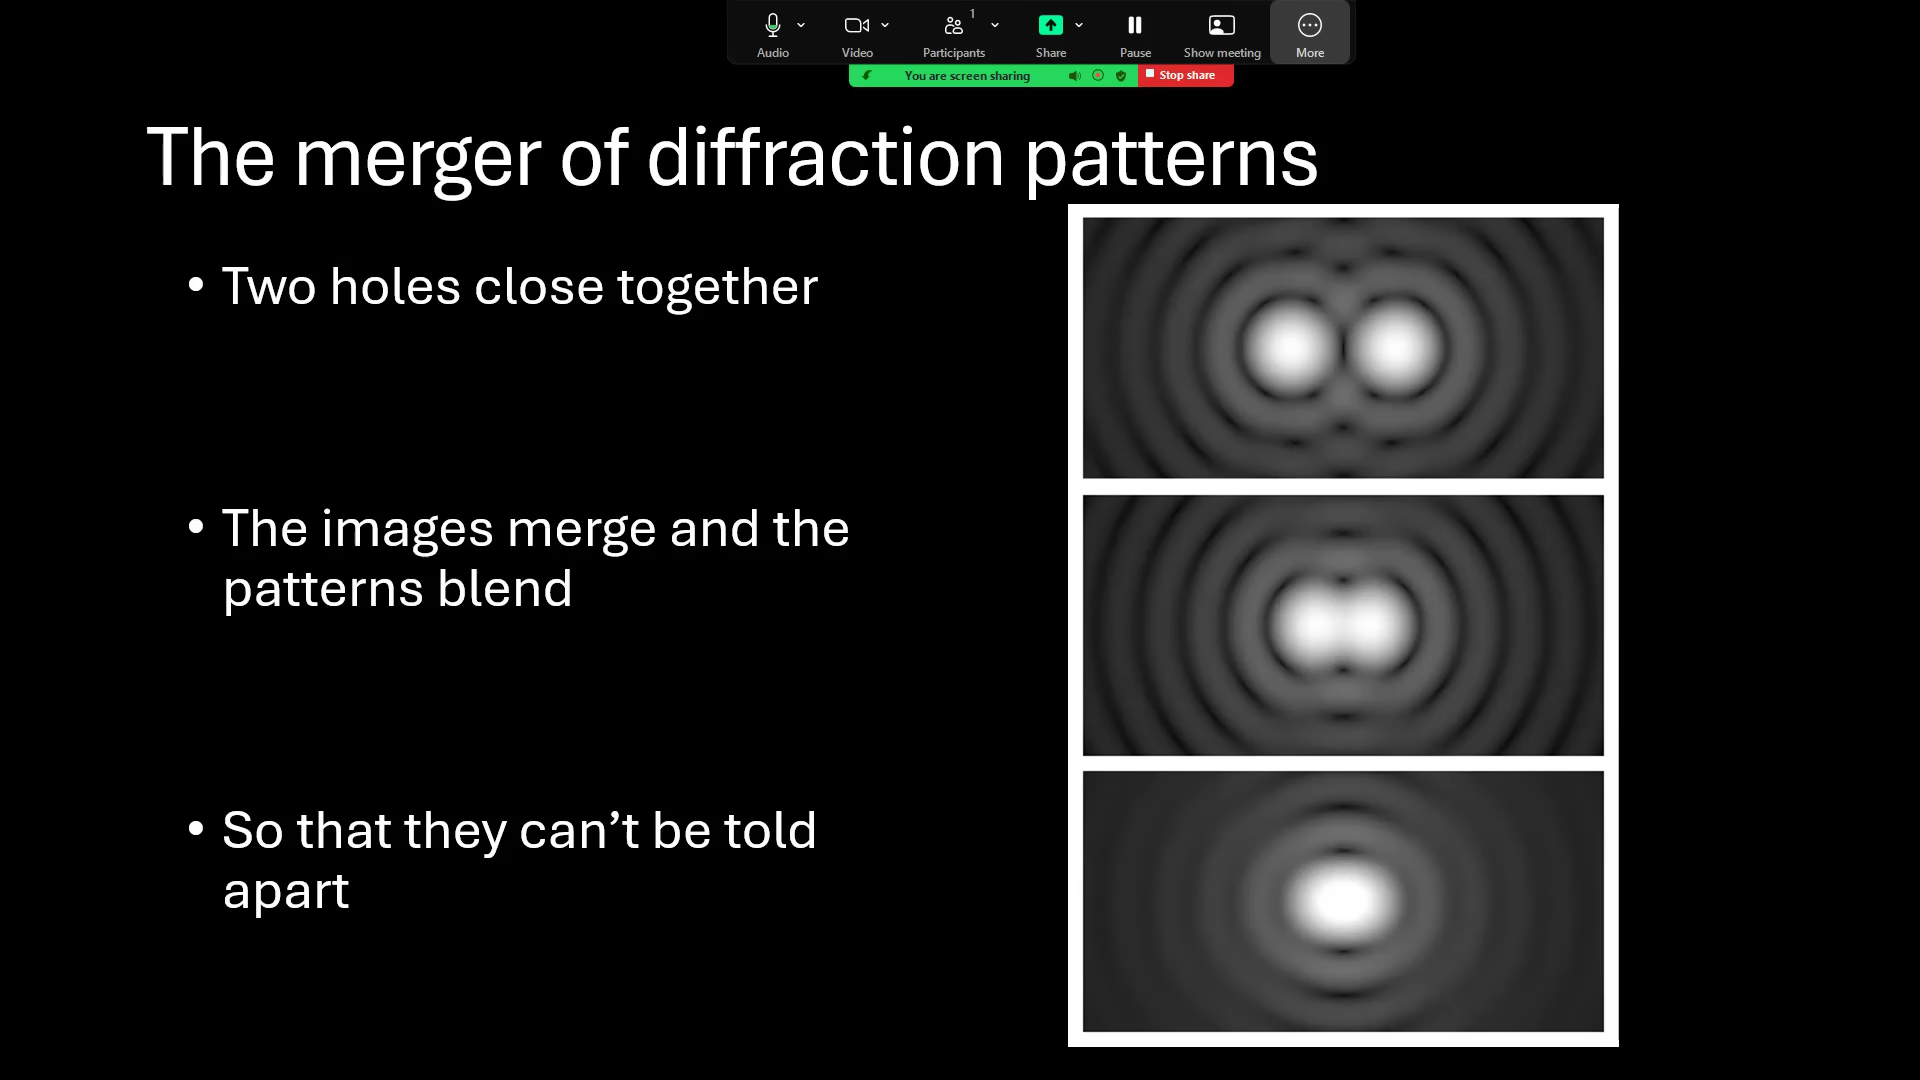 1
Audio
Video
Participants
Share
Pause
Show meeting
More
You are screen sharing
Stop share
The merger of diffraction patterns
• Two holes close together
• The images merge and the
patterns blend
• So that they can’t be told
apart